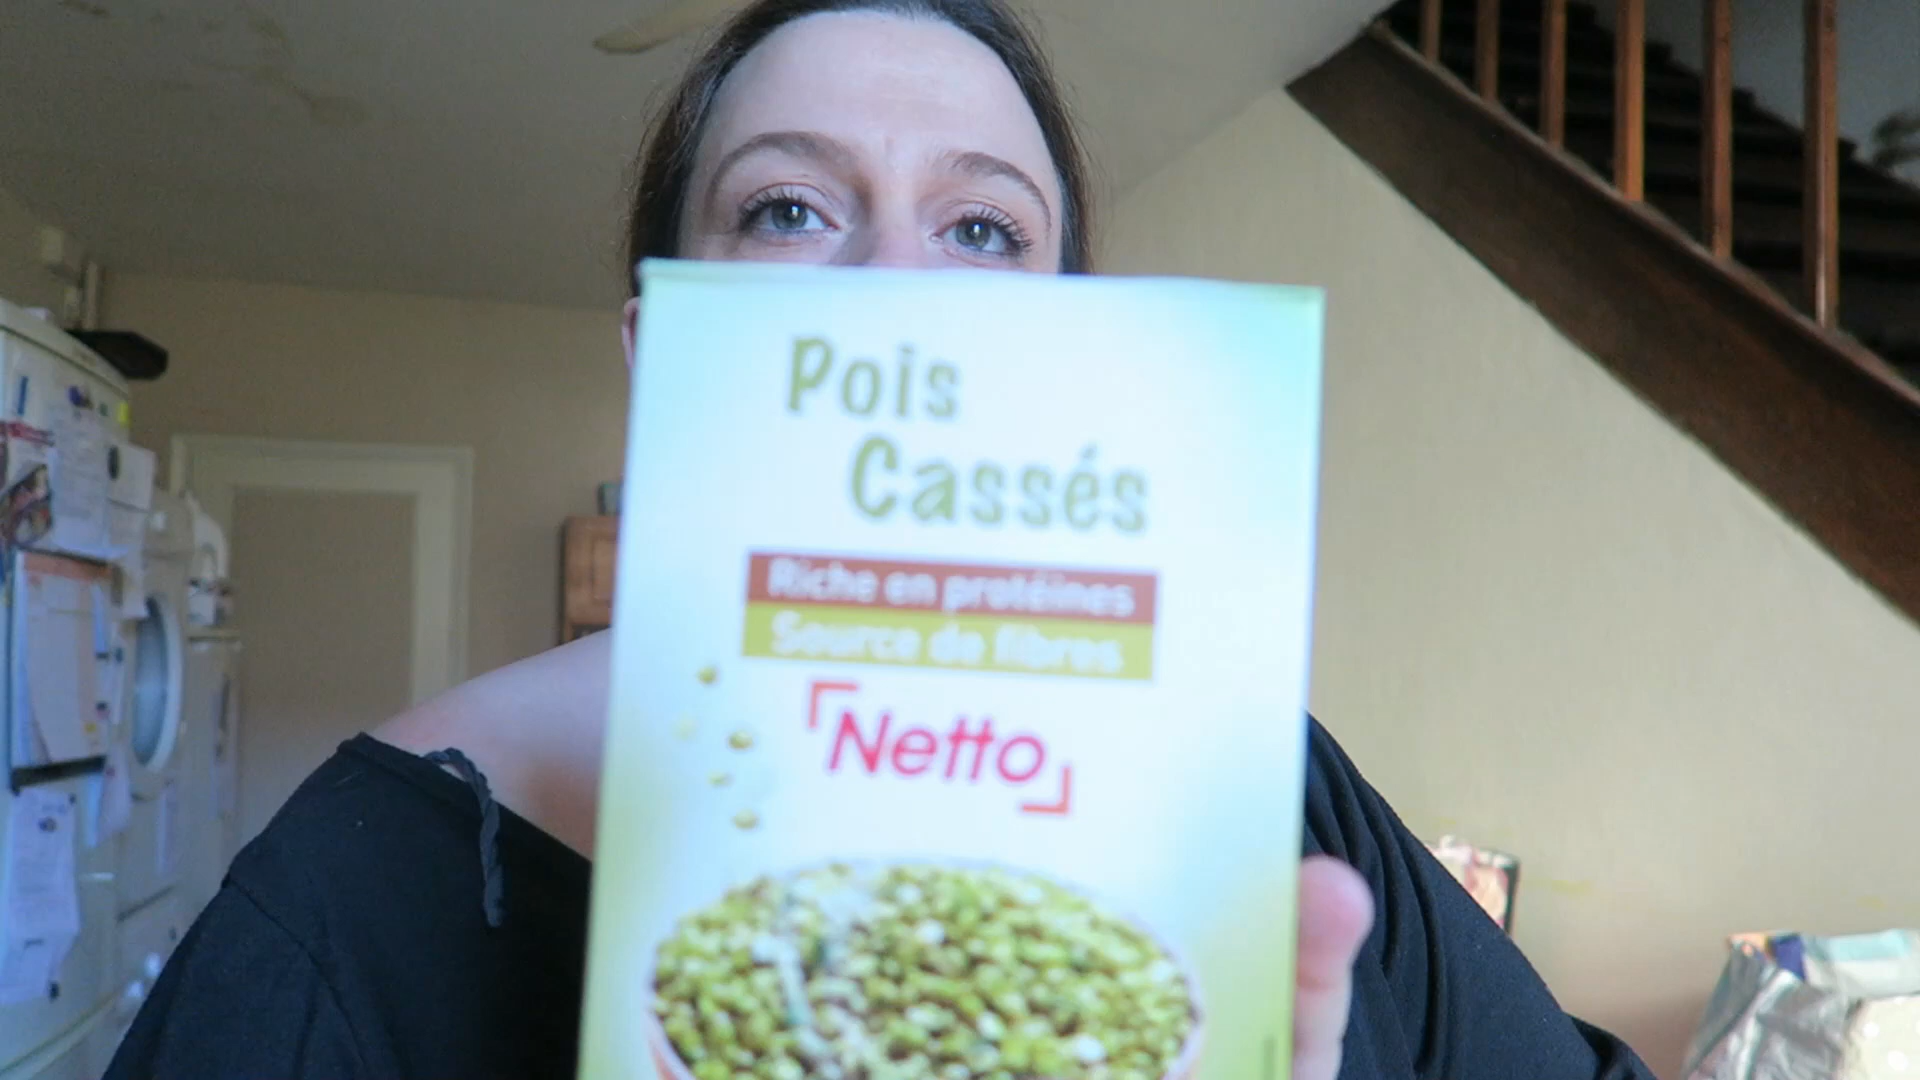 Pois
Cassés
Riche en protéines
Source de fibres
Netto